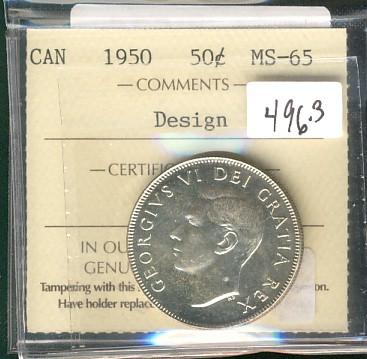 CAN 1950 50¢ MS-65
— COMMENTS —
Design
496.3
— CERTIFIC
GEORGIVS VI DEI GRATIA REX
IN OU
GENU
Tampering with this
Have holder replac